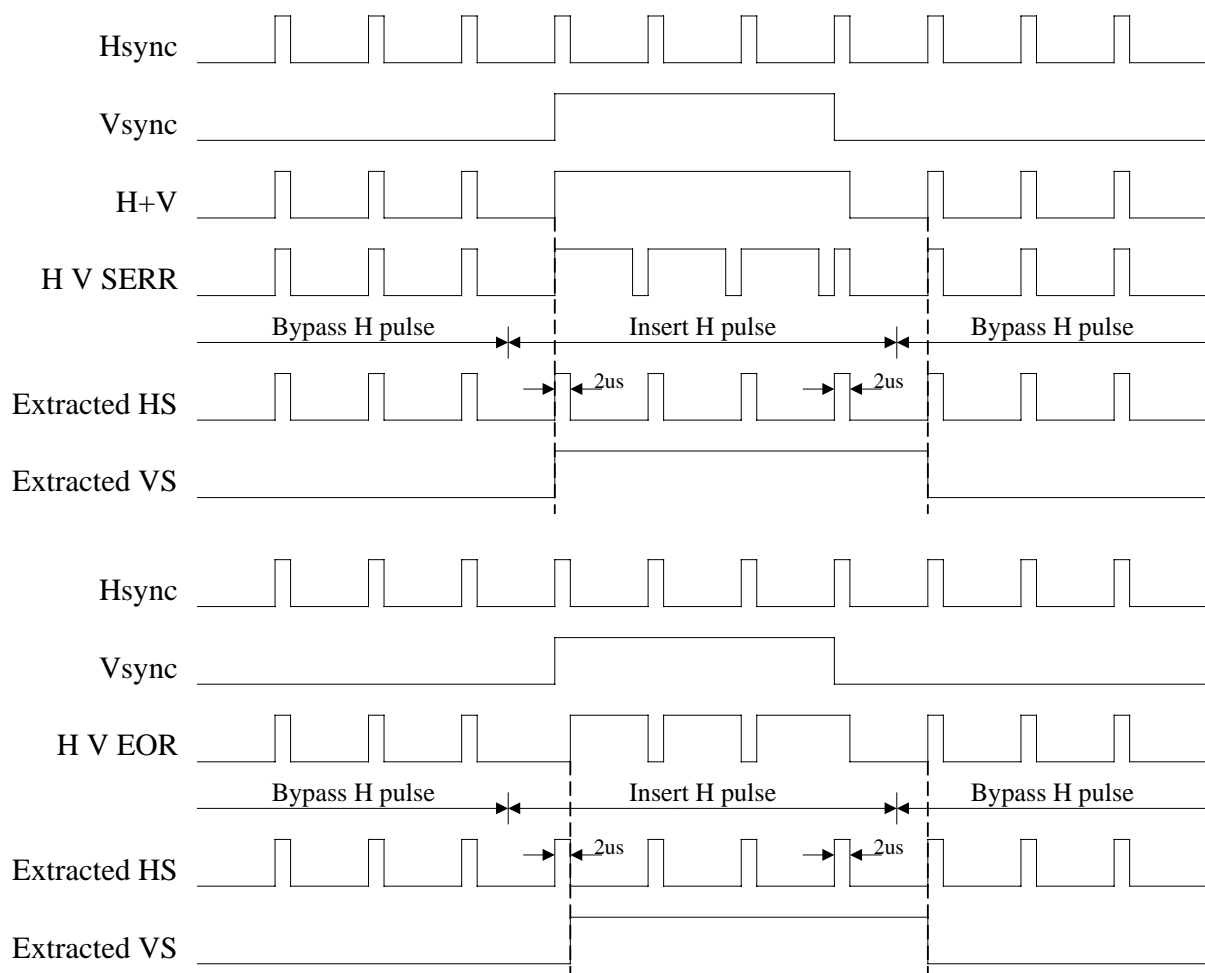 Hsync
Vsync
H+V
H V SERR
Bypass H pulse Insert H pulse Bypass H pulse
2us 2us
Extracted HS
Extracted VS
Hsync
Vsync
H V EOR
Bypass H pulse Insert H pulse Bypass H pulse
2us 2us
Extracted HS
Extracted VS